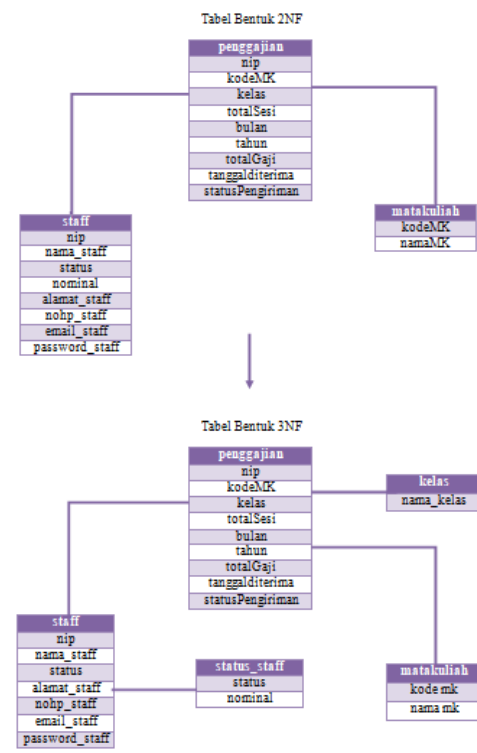 Tabel Bentuk 2NF
penggajian
nip
kodeMK
kelas
totalSesi
bulan
tahun
totalGaji
tanggalditerima
statusPengiriman
staff
nip
nama_staff
status
nominal
alamat_staff
nohp_staff
email_staff
password_staff
matakuliah
kodeMK
namaMK
Tabel Bentuk 3NF
penggajian
nip
kodeMK
kelas
totalSesi
bulan
tahun
totalGaji
tanggalditerima
statusPengiriman
kelas
nama_kelas
staff
nip
nama_staff
status
alamat_staff
nohp_staff
email_staff
password_staff
status_staff
status
nominal
matakuliah
kode mk
nama mk